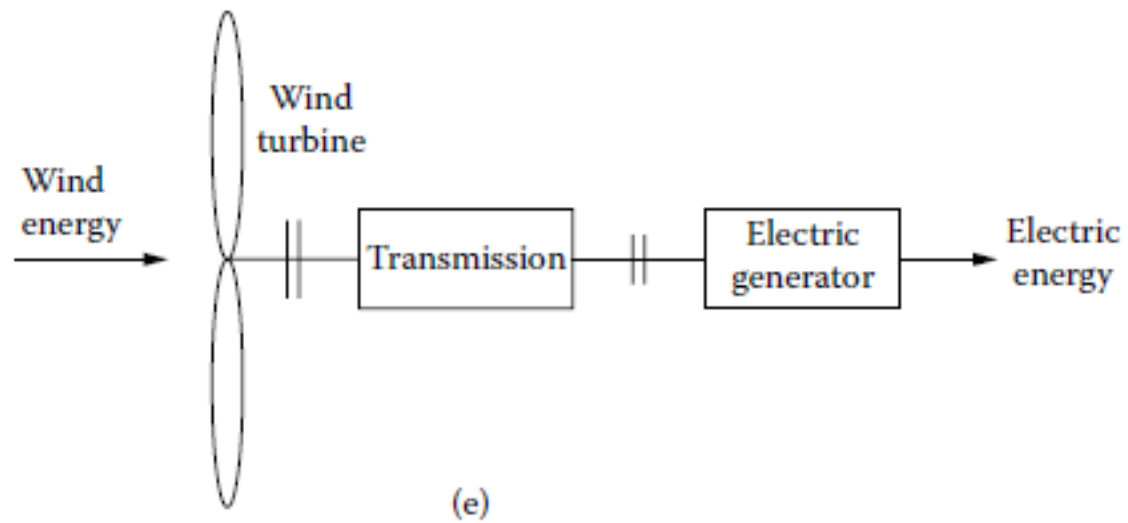 Wind
energy
Wind
turbine
Transmission
Electric
generator
Electric
energy
(e)